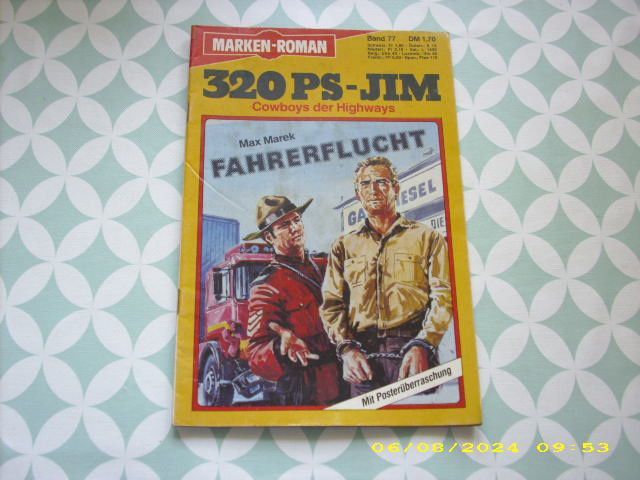 MARKEN-ROMAN
Band 77 DM 1,70
320 PS-JIM
Cowboys der Highways
Max Marek
FAHRERFLUCHT
DIESEL
DIE
Mit Posterüberraschung
06/08/2024 09:53